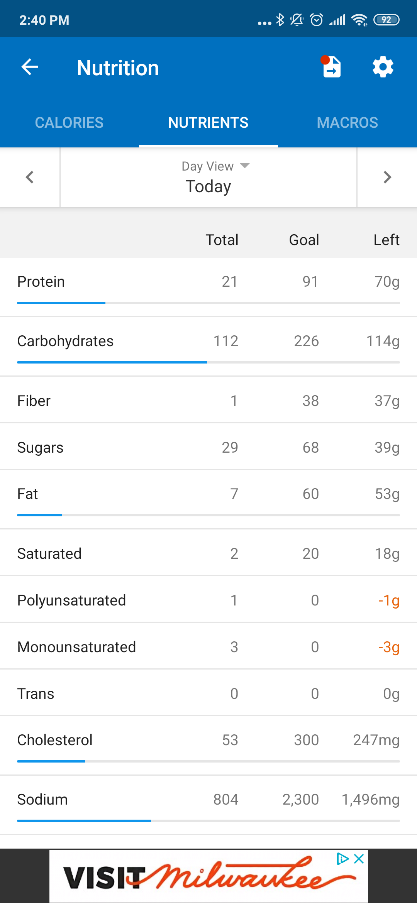 2:40 PM 92
Nutrition
CALORIES NUTRIENTS MACROS
Day View
Today
Total Goal Left
Protein 21 91 70g
Carbohydrates 112 226 114g
Fiber 1 38 37g
Sugars 29 68 39g
Fat 7 60 53g
Saturated 2 20 18g
Polyunsaturated 1 0 -1g
Monounsaturated 3 0 -3g
Trans 0 0 0g
Cholesterol 53 300 247mg
Sodium 804 2,300 1,496mg
VISIT Milwaukee